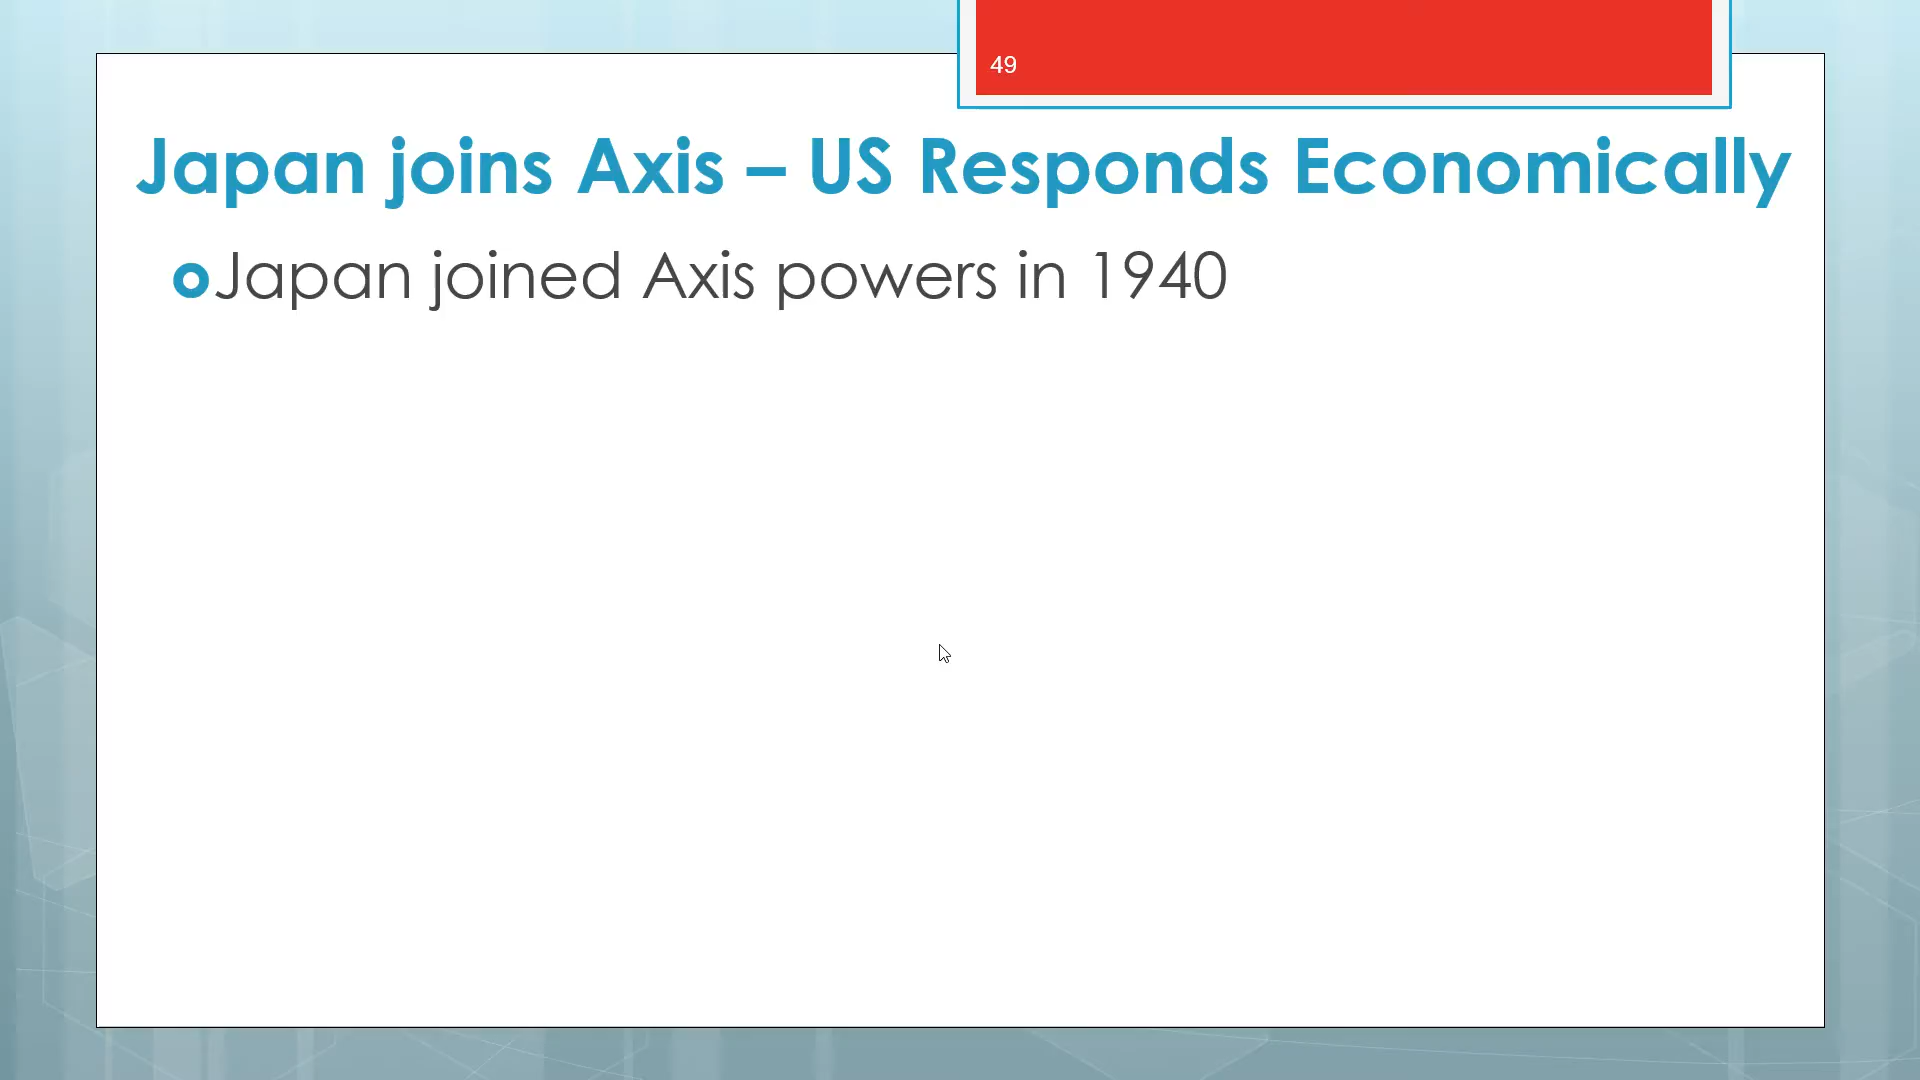 49
Japan joins Axis – US Responds Economically
Japan joined Axis powers in 1940